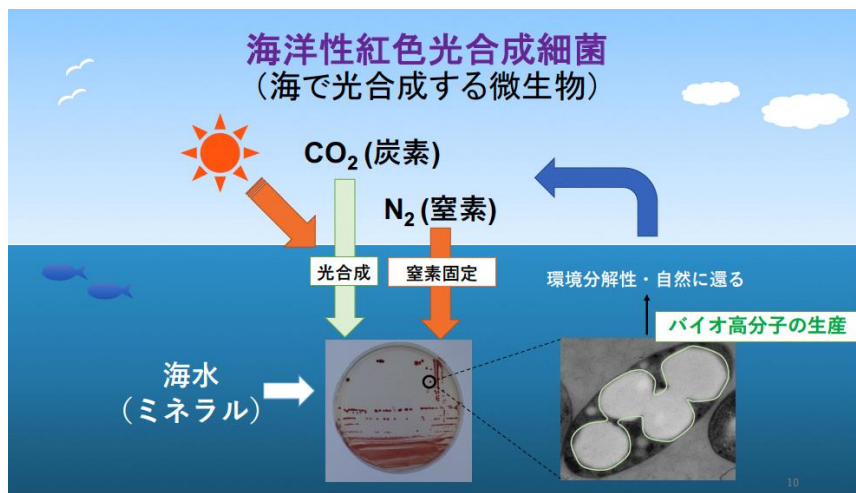 海洋性紅色光合成細菌
（海で光合成する微生物）
CO₂ (炭素)
N₂ (窒素)
光合成
窒素固定
環境分解性・自然に還る
バイオ高分子の生産
海水
（ミネラル）
10